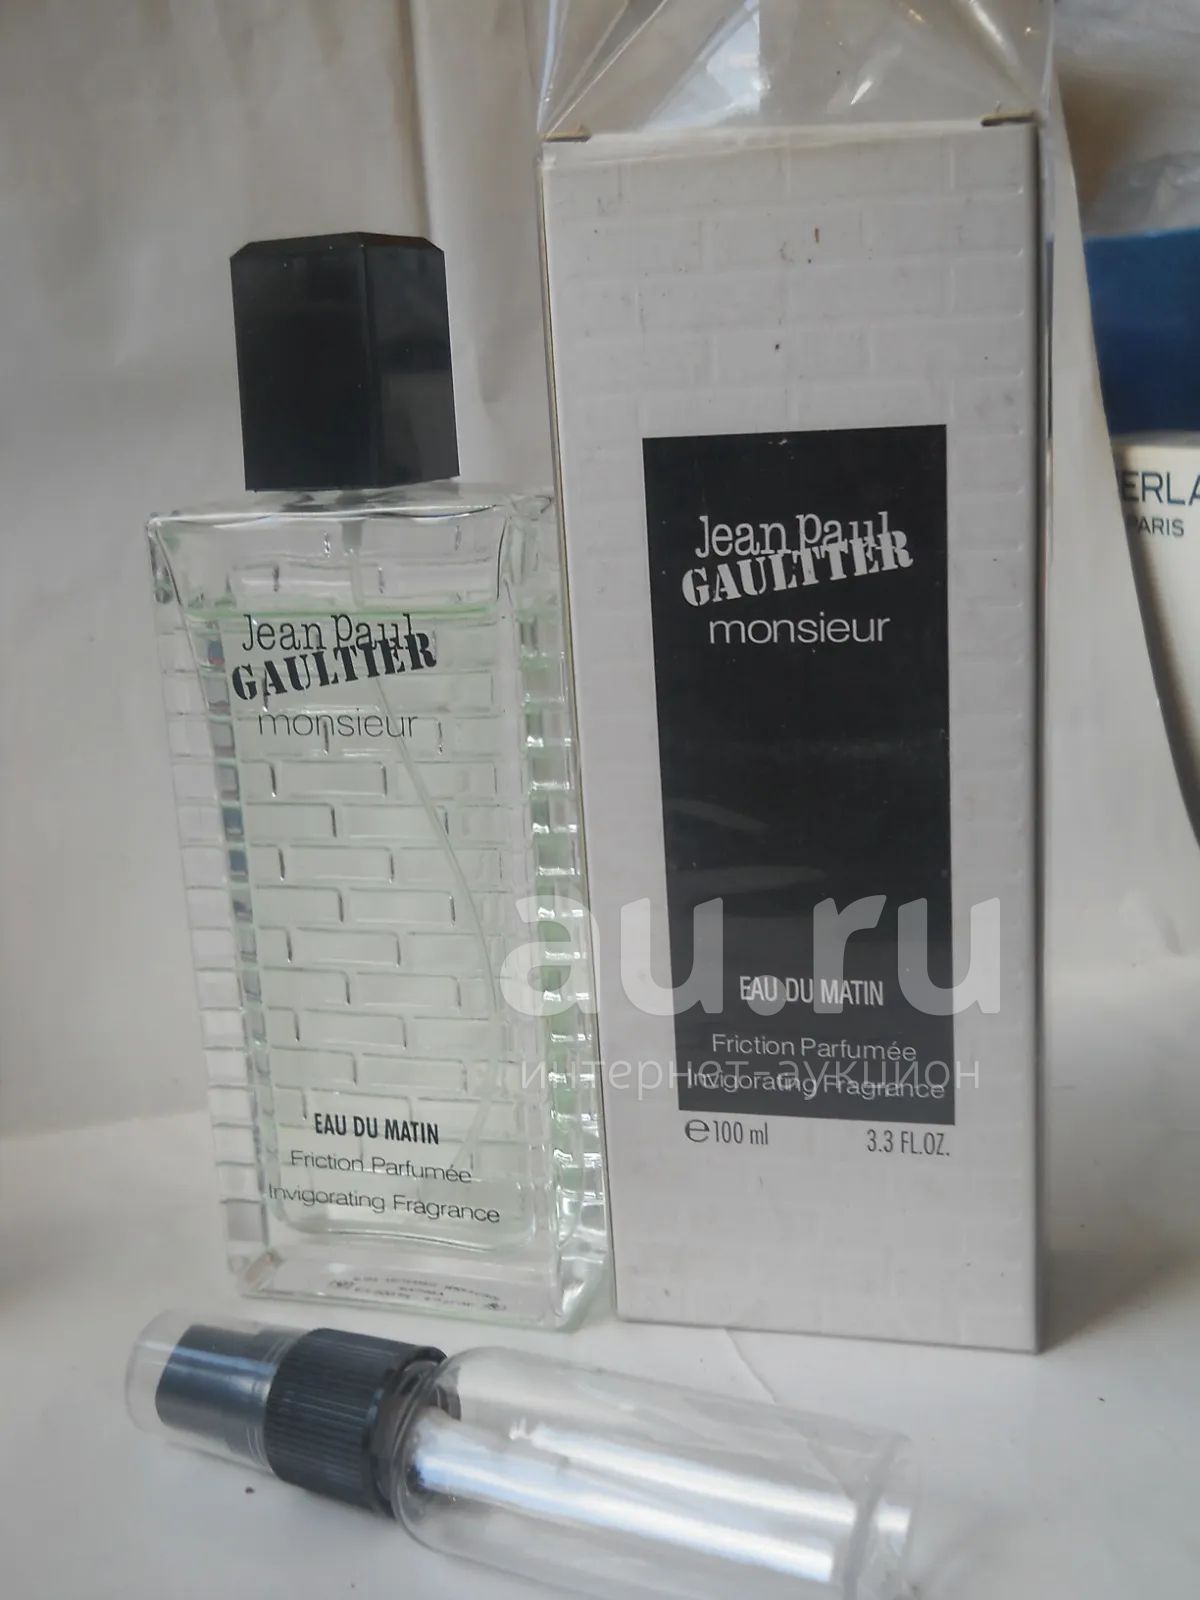 Jean Paul
GAULTIER
monsieur
EAU DU MATIN
Friction Parfumée
Invigorating Fragrance
Jean Paul
GAULTIER
monsieur
EAU DU MATIN
Friction Parfumée
Invigorating Fragrance
℮100 ml 3.3 FL.OZ.
ERLA
PARIS
au.ru
интернет-аукцион